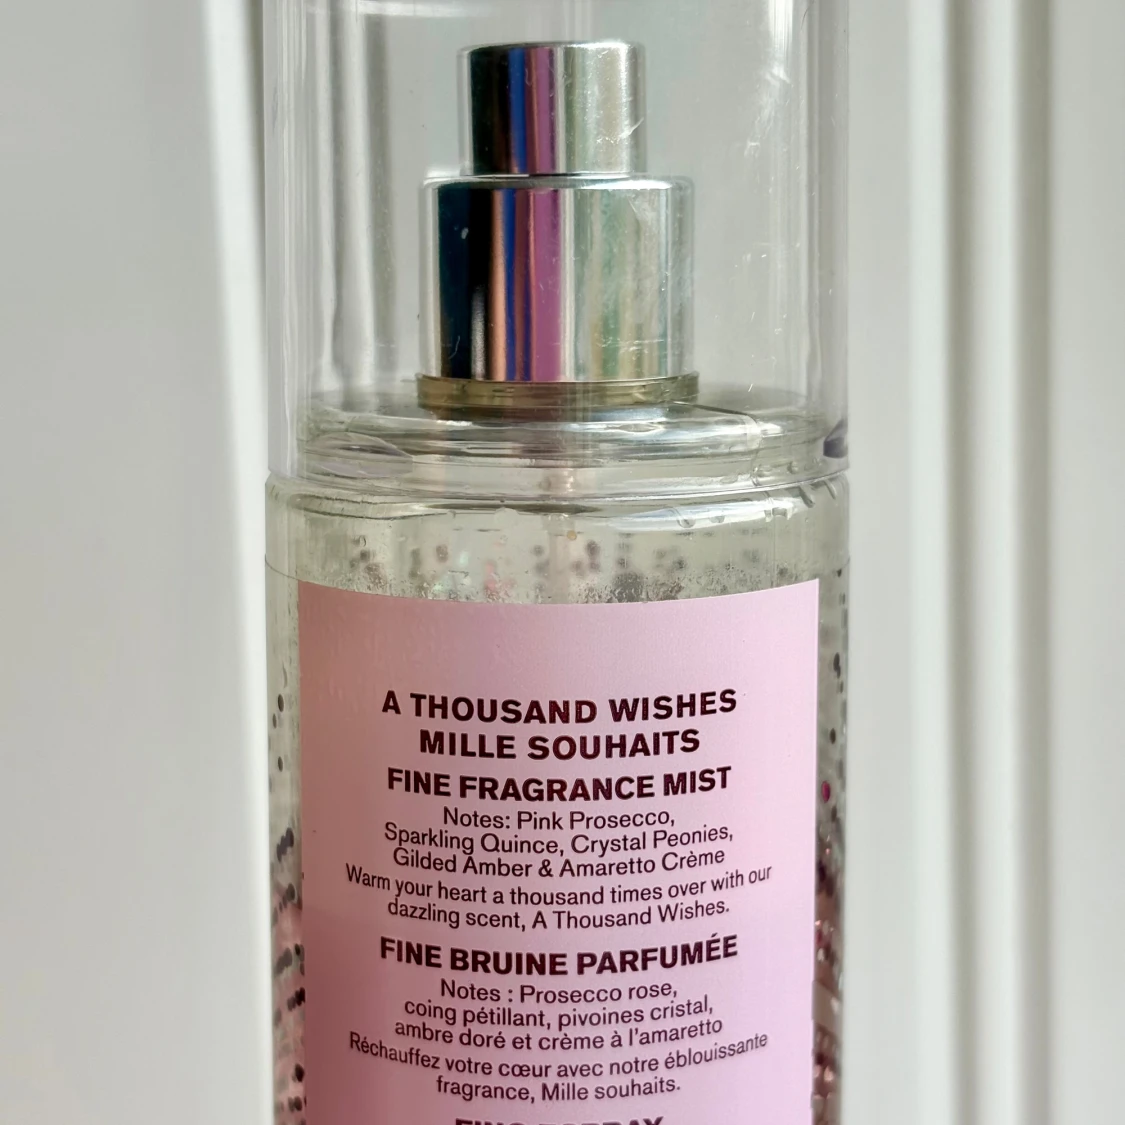 A THOUSAND WISHES
MILLE SOUHAITS
FINE FRAGRANCE MIST
Notes: Pink Prosecco,
Sparkling Quince, Crystal Peonies,
Gilded Amber & Amaretto Crème
Warm your heart a thousand times over with our
dazzling scent, A Thousand Wishes.
FINE BRUINE PARFUMÉE
Notes : Prosecco rose,
coing pétillant, pivoines cristal,
ambre doré et crème à l'amaretto
Réchauffez votre cœur avec notre éblouissante
fragrance, Mille souhaits.